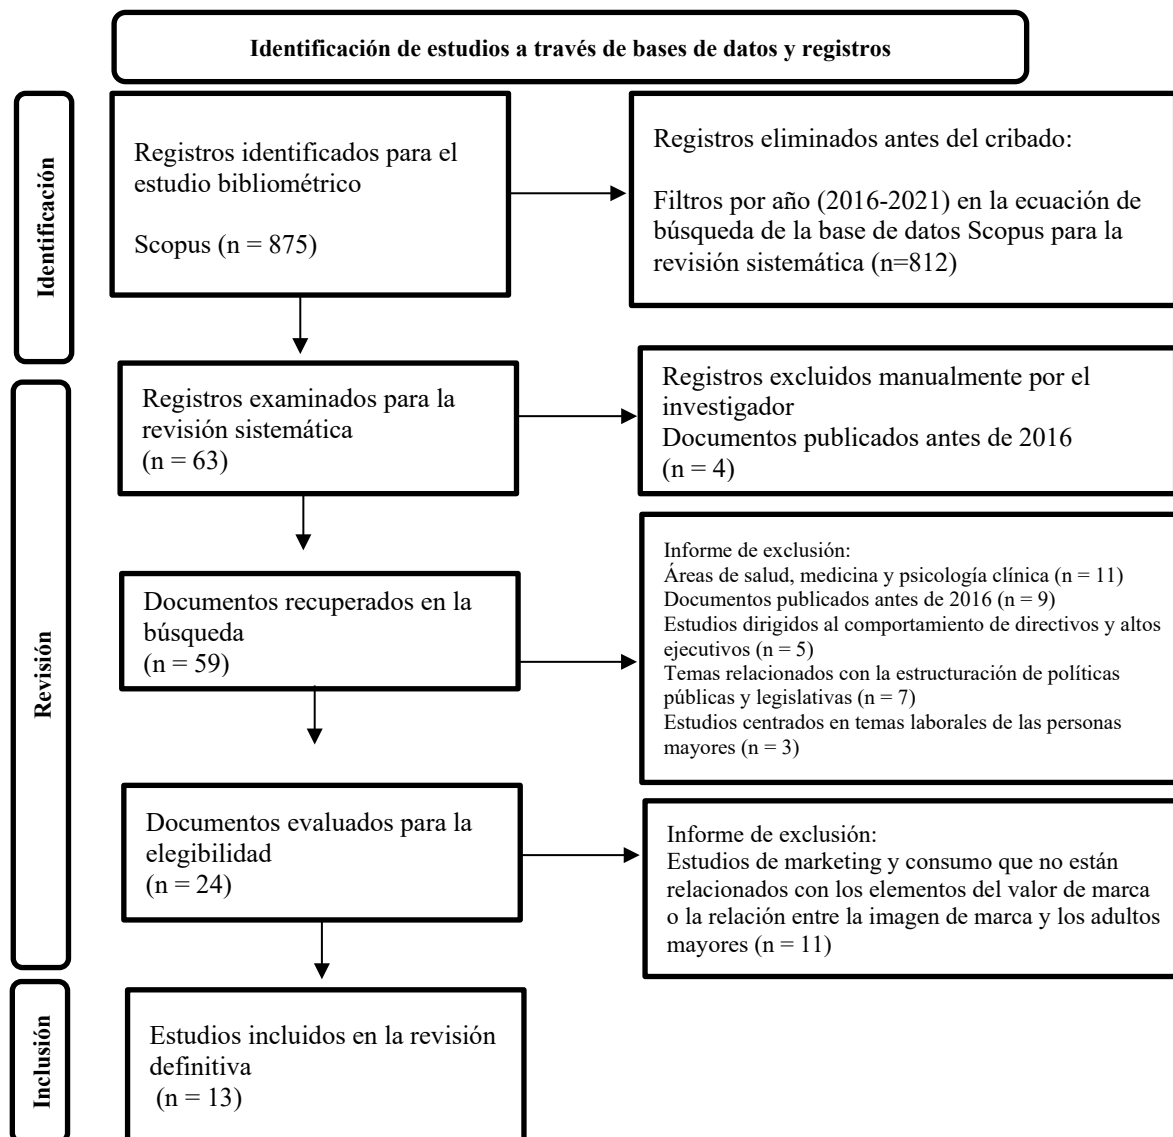 Identificación de estudios a través de bases de datos y registros
Identificación
Registros identificados para el
estudio bibliométrico
Scopus (n = 875)
Registros eliminados antes del cribado:
Filtros por año (2016-2021) en la ecuación de
búsqueda de la base de datos Scopus para la
revisión sistemática (n=812)
Revisión
Registros examinados para la
revisión sistemática
(n = 63)
Registros excluidos manualmente por el
investigador
Documentos publicados antes de 2016
(n = 4)
Documentos recuperados en la
búsqueda
(n = 59)
Informe de exclusión:
Áreas de salud, medicina y psicología clínica (n = 11)
Documentos publicados antes de 2016 (n = 9)
Estudios dirigidos al comportamiento de directivos y altos
ejecutivos (n = 5)
Temas relacionados con la estructuración de políticas
públicas y legislativas (n = 7)
Estudios centrados en temas laborales de las personas
mayores (n = 3)
Documentos evaluados para la
elegibilidad
(n = 24)
Informe de exclusión:
Estudios de marketing y consumo que no están
relacionados con los elementos del valor de marca
o la relación entre la imagen de marca y los adultos
mayores (n = 11)
Inclusión
Estudios incluidos en la revisión
definitiva
(n = 13)